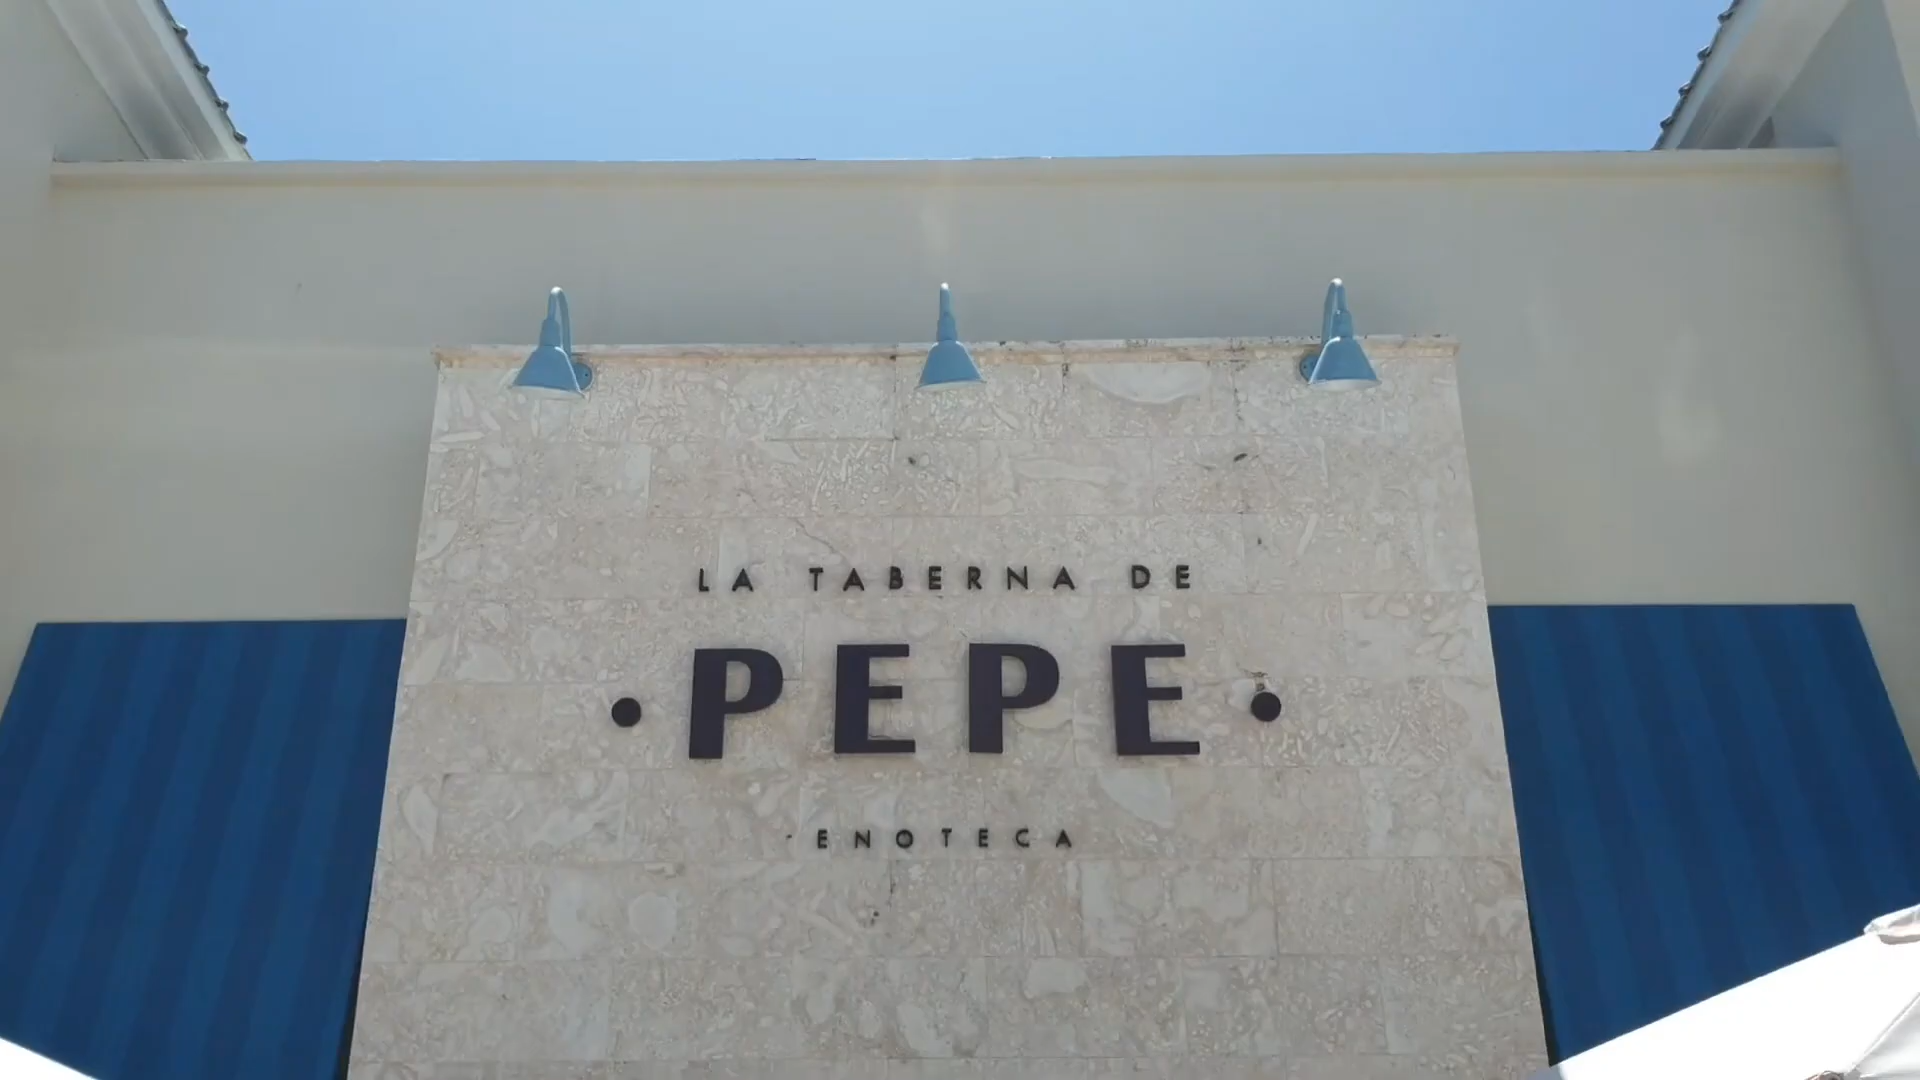 LA TABERNA DE
• PEPE •
ENOTECA